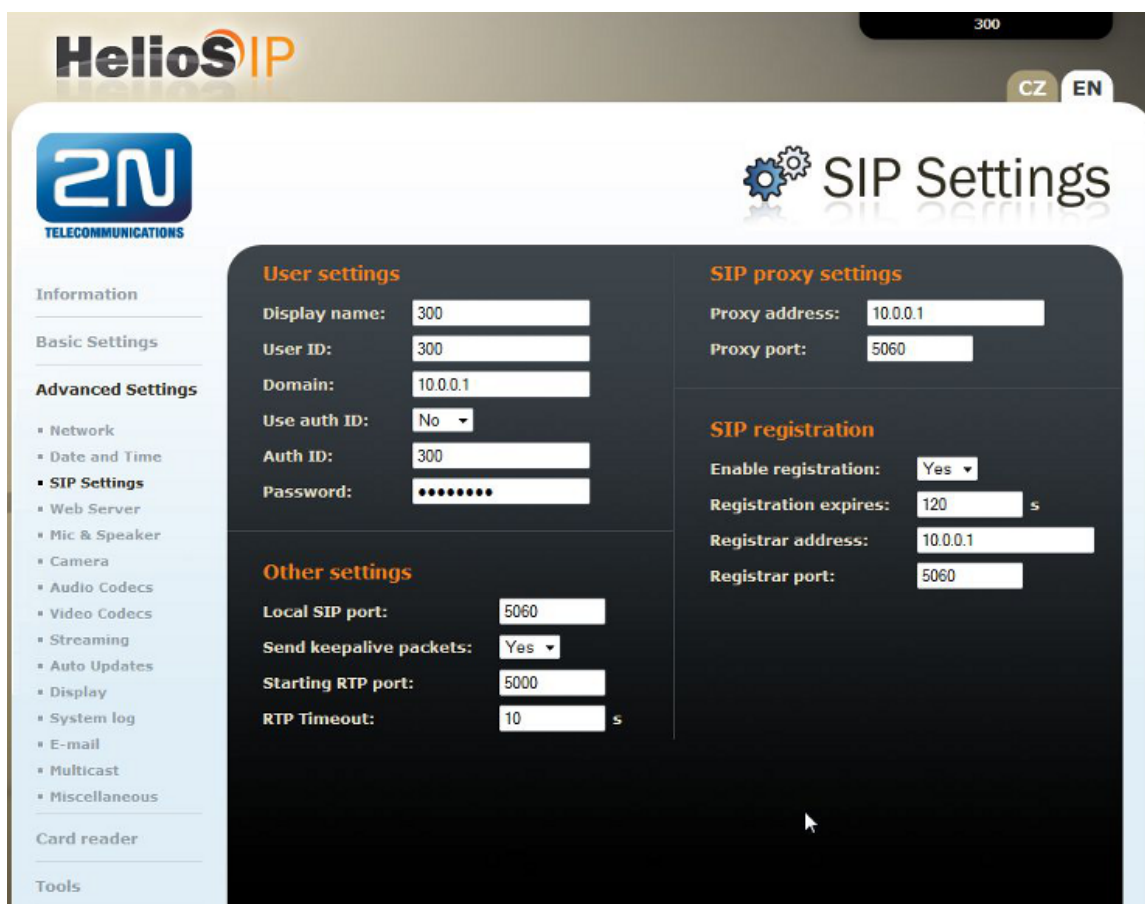 300
HelioS IP
CZ EN
2N
TELECOMMUNICATIONS
SIP Settings
Information
Basic Settings
Advanced Settings
Network
Date and Time
SIP Settings
Web Server
Mic & Speaker
Camera
Audio Codecs
Video Codecs
Streaming
Auto Updates
Display
System log
E-mail
Multicast
Miscellaneous
Card reader
Tools
User settings
Display name: 300
User ID: 300
Domain: 10.0.0.1
Use auth ID: No
Auth ID: 300
Password: ••••••••
Other settings
Local SIP port: 5060
Send keepalive packets: Yes
Starting RTP port: 5000
RTP Timeout: 10 s
SIP proxy settings
Proxy address: 10.0.0.1
Proxy port: 5060
SIP registration
Enable registration: Yes
Registration expires: 120 s
Registrar address: 10.0.0.1
Registrar port: 5060